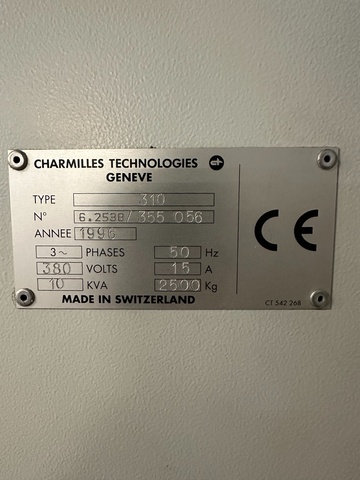 CHARMILLES TECHNOLOGIES
GENEVE
TYPE 310
N° 6.2538/355 056
ANNEE 1996
3~ PHASES 50 Hz
380 VOLTS 15 A
10 KVA 2500 Kg
MADE IN SWITZERLAND
CE
CT 542 268